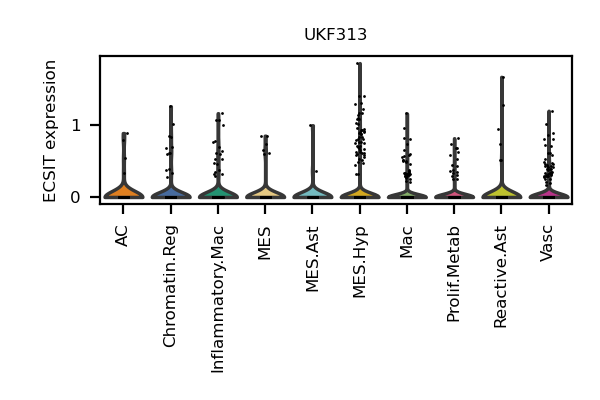 UKF313
ECSIT expression
1
0
AC
Chromatin.Reg
Inflammatory.Mac
MES
MES.Ast
MES.Hyp
Mac
Prolif.Metab
Reactive.Ast
Vasc